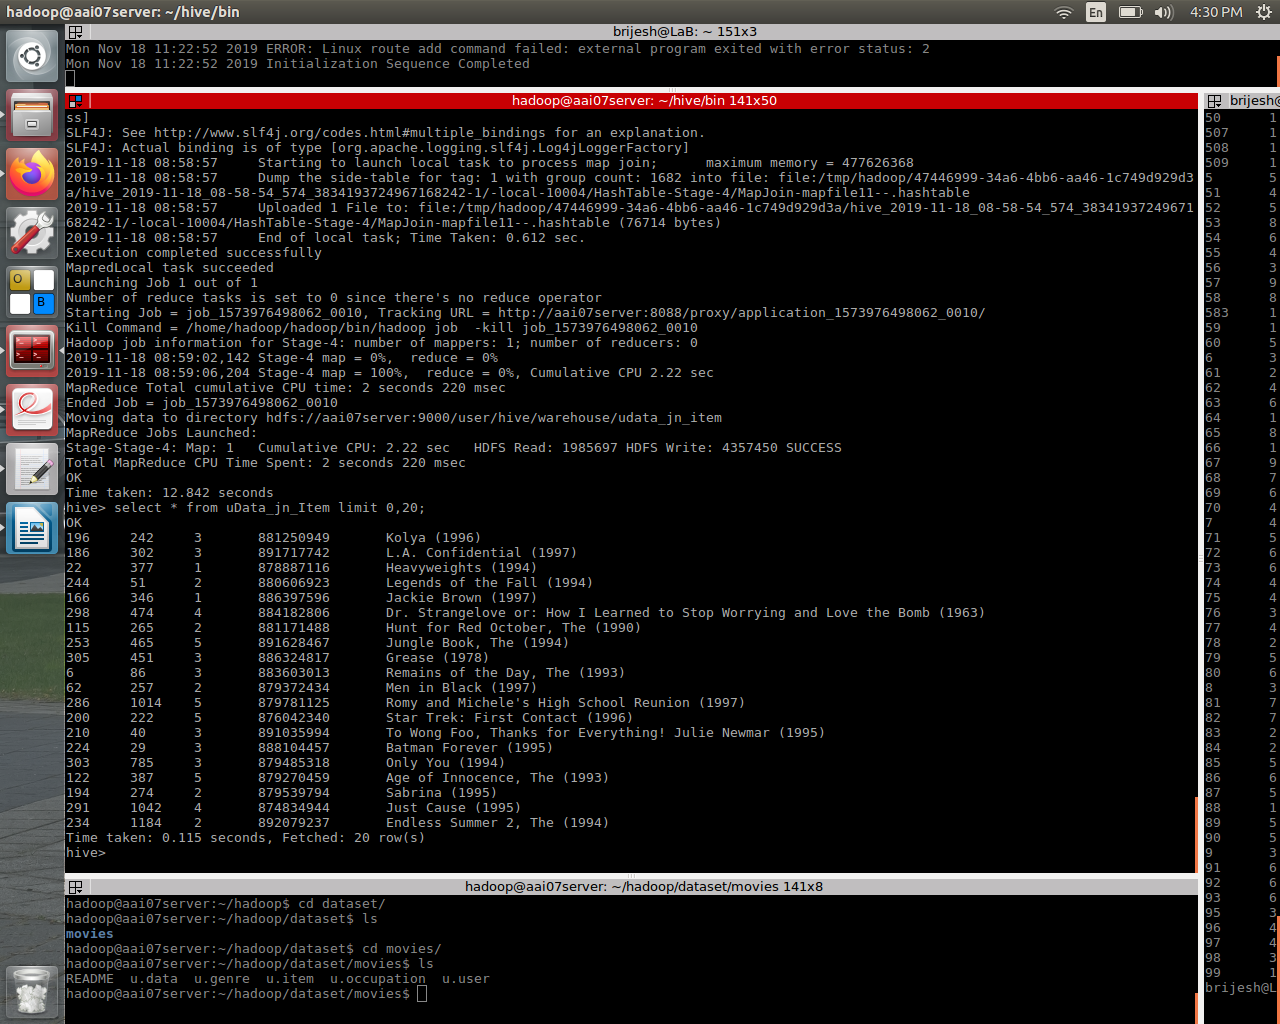 hadoop@aai07server: ~/hive/bin
En
4:30 PM
brijesh@LaB: ~ 151x3
Mon Nov 18 11:22:52 2019 ERROR: Linux route add command failed: external program exited with error status: 2
Mon Nov 18 11:22:52 2019 Initialization Sequence Completed
hadoop@aai07server: ~/hive/bin 141x50
ss]
SLF4J: See http://www.slf4j.org/codes.html#multiple_bindings for an explanation.
SLF4J: Actual binding is of type [org.apache.logging.slf4j.Log4jLoggerFactory]
2019-11-18 08:58:57     Starting to launch local task to process map join;      maximum memory = 477626368
2019-11-18 08:58:57     Dump the side-table for tag: 1 with group count: 1682 into file: file:/tmp/hadoop/47446999-34a6-4bb6-aa46-1c749d929d3
a/hive_2019-11-18_08-58-54_574_3834193724967168242-1/-local-10004/HashTable-Stage-4/MapJoin-mapfile11--.hashtable
2019-11-18 08:58:57     Uploaded 1 File to: file:/tmp/hadoop/47446999-34a6-4bb6-aa46-1c749d929d3a/hive_2019-11-18_08-58-54_574_38341937249671
68242-1/-local-10004/HashTable-Stage-4/MapJoin-mapfile11--.hashtable (76714 bytes)
2019-11-18 08:58:57     End of local task; Time Taken: 0.612 sec.
Execution completed successfully
MapredLocal task succeeded
Launching Job 1 out of 1
Number of reduce tasks is set to 0 since there's no reduce operator
Starting Job = job_1573976498062_0010, Tracking URL = http://aai07server:8088/proxy/application_1573976498062_0010/
Kill Command = /home/hadoop/hadoop/bin/hadoop job  -kill job_1573976498062_0010
Hadoop job information for Stage-4: number of mappers: 1; number of reducers: 0
2019-11-18 08:59:02,142 Stage-4 map = 0%,  reduce = 0%
2019-11-18 08:59:06,204 Stage-4 map = 100%,  reduce = 0%, Cumulative CPU 2.22 sec
MapReduce Total cumulative CPU time: 2 seconds 220 msec
Ended Job = job_1573976498062_0010
Moving data to directory hdfs://aai07server:9000/user/hive/warehouse/udata_jn_item
MapReduce Jobs Launched:
Stage-Stage-4: Map: 1   Cumulative CPU: 2.22 sec   HDFS Read: 1985697 HDFS Write: 4357450 SUCCESS
Total MapReduce CPU Time Spent: 2 seconds 220 msec
OK
Time taken: 12.842 seconds
hive> select * from uData_jn_Item limit 0,20;
OK
196     242     3       881250949       Kolya (1996)
186     302     3       891717742       L.A. Confidential (1997)
22      377     1       878887116       Heavyweights (1994)
244     51      2       880606923       Legends of the Fall (1994)
166     346     1       886397596       Jackie Brown (1997)
298     474     4       884182806       Dr. Strangelove or: How I Learned to Stop Worrying and Love the Bomb (1963)
115     265     2       881171488       Hunt for Red October, The (1990)
253     465     5       891628467       Jungle Book, The (1994)
305     451     3       886324817       Grease (1978)
6       86      3       883603013       Remains of the Day, The (1993)
62      257     2       879372434       Men in Black (1997)
286     1014    5       879781125       Romy and Michele's High School Reunion (1997)
200     222     5       876042340       Star Trek: First Contact (1996)
210     40      3       891035994       To Wong Foo, Thanks for Everything! Julie Newmar (1995)
224     29      3       888104457       Batman Forever (1995)
303     785     3       879485318       Only You (1994)
122     387     5       879270459       Age of Innocence, The (1993)
194     274     2       879539794       Sabrina (1995)
291     1042    4       874834944       Just Cause (1995)
234     1184    2       892079237       Endless Summer 2, The (1994)
Time taken: 0.115 seconds, Fetched: 20 row(s)
hive>
hadoop@aai07server: ~/hadoop/dataset/movies 141x8
hadoop@aai07server:~/hadoop$ cd dataset/
hadoop@aai07server:~/hadoop/dataset$ ls
movies
hadoop@aai07server:~/hadoop/dataset$ cd movies/
hadoop@aai07server:~/hadoop/dataset/movies$ ls
README  u.data  u.genre  u.item  u.occupation  u.user
hadoop@aai07server:~/hadoop/dataset/movies$
brijesh@
50      1
507     1
508     1
509     1
5       5
51      4
52      5
53      8
54      6
55      4
56      3
57      9
58      8
583     1
59      1
60      5
6       3
61      2
62      4
63      6
64      1
65      8
66      1
67      9
68      7
69      6
70      4
7       4
71      5
72      6
73      6
74      4
75      4
76      3
77      4
78      2
79      5
80      6
8       3
81      7
82      7
83      2
84      2
85      5
86      6
87      5
88      1
89      5
90      5
9       3
91      6
92      6
93      6
95      3
96      4
97      4
98      3
99      1
brijesh@L
O
B